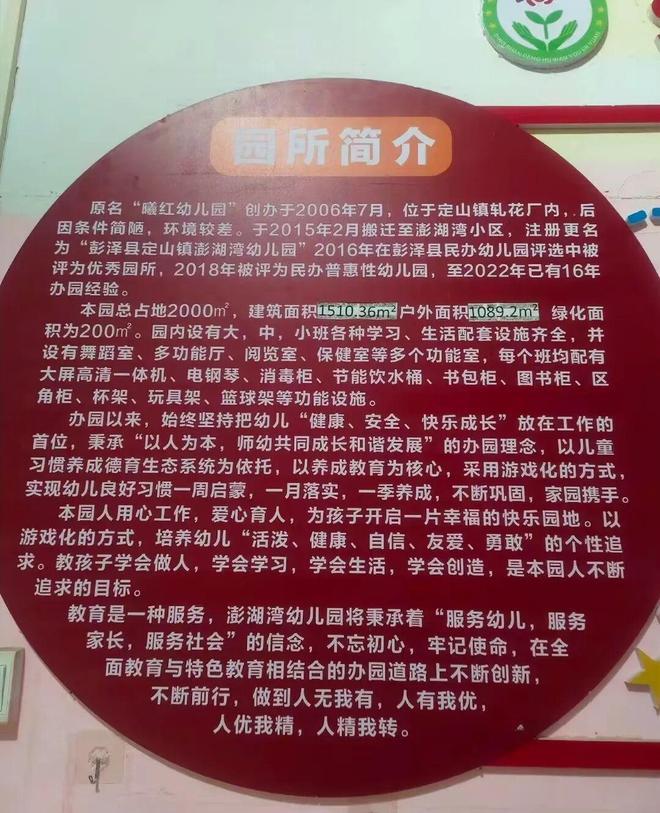 园所简介
原名“曦红幼儿园”创办于2006年7月，位于定山镇轧花厂内，后
因条件简陋，环境较差。于2015年2月搬迁至澎湖湾小区，注册更名
为“彭泽县定山镇澎湖湾幼儿园”2016年在彭泽县民办幼儿园评选中被
评为优秀园所，2018年被评为民办普惠性幼儿园，至2022年已有16年
办园经验。
本园总占地2000㎡，建筑面积1510.36m²户外面积1089.2m² 绿化面
积为200㎡。园内设有大，中，小班各种学习、生活配套设施齐全，并
设有舞蹈室、多功能厅、阅览室、保健室等多个功能室，每个班均配有
大屏高清一体机、电钢琴、消毒柜、节能饮水桶、书包柜、图书柜、区
角柜、杯架、玩具架、篮球架等功能设施。
办园以来，始终坚持把幼儿“健康、安全、快乐成长”放在工作的
首位，秉承“以人为本，师幼共同成长和谐发展”的办园理念，以儿童
习惯养成德育生态系统为依托，以养成教育为核心，采用游戏化的方式，
实现幼儿良好习惯一周启蒙，一月落实，一季养成，不断巩固，家园携手。
本园人用心工作，爱心育人，为孩子开启一片幸福的快乐园地。以
游戏化的方式，培养幼儿“活泼、健康、自信、友爱、勇敢”的个性追
求。教孩子学会做人，学会学习，学会生活，学会创造，是本园人不断
追求的目标。
教育是一种服务，澎湖湾幼儿园将秉承着“服务幼儿，服务
家长，服务社会”的信念，不忘初心，牢记使命，在全
面教育与特色教育相结合的办园道路上不断创新，
不断前行，做到人无我有，人有我优，
人优我精，人精我转。